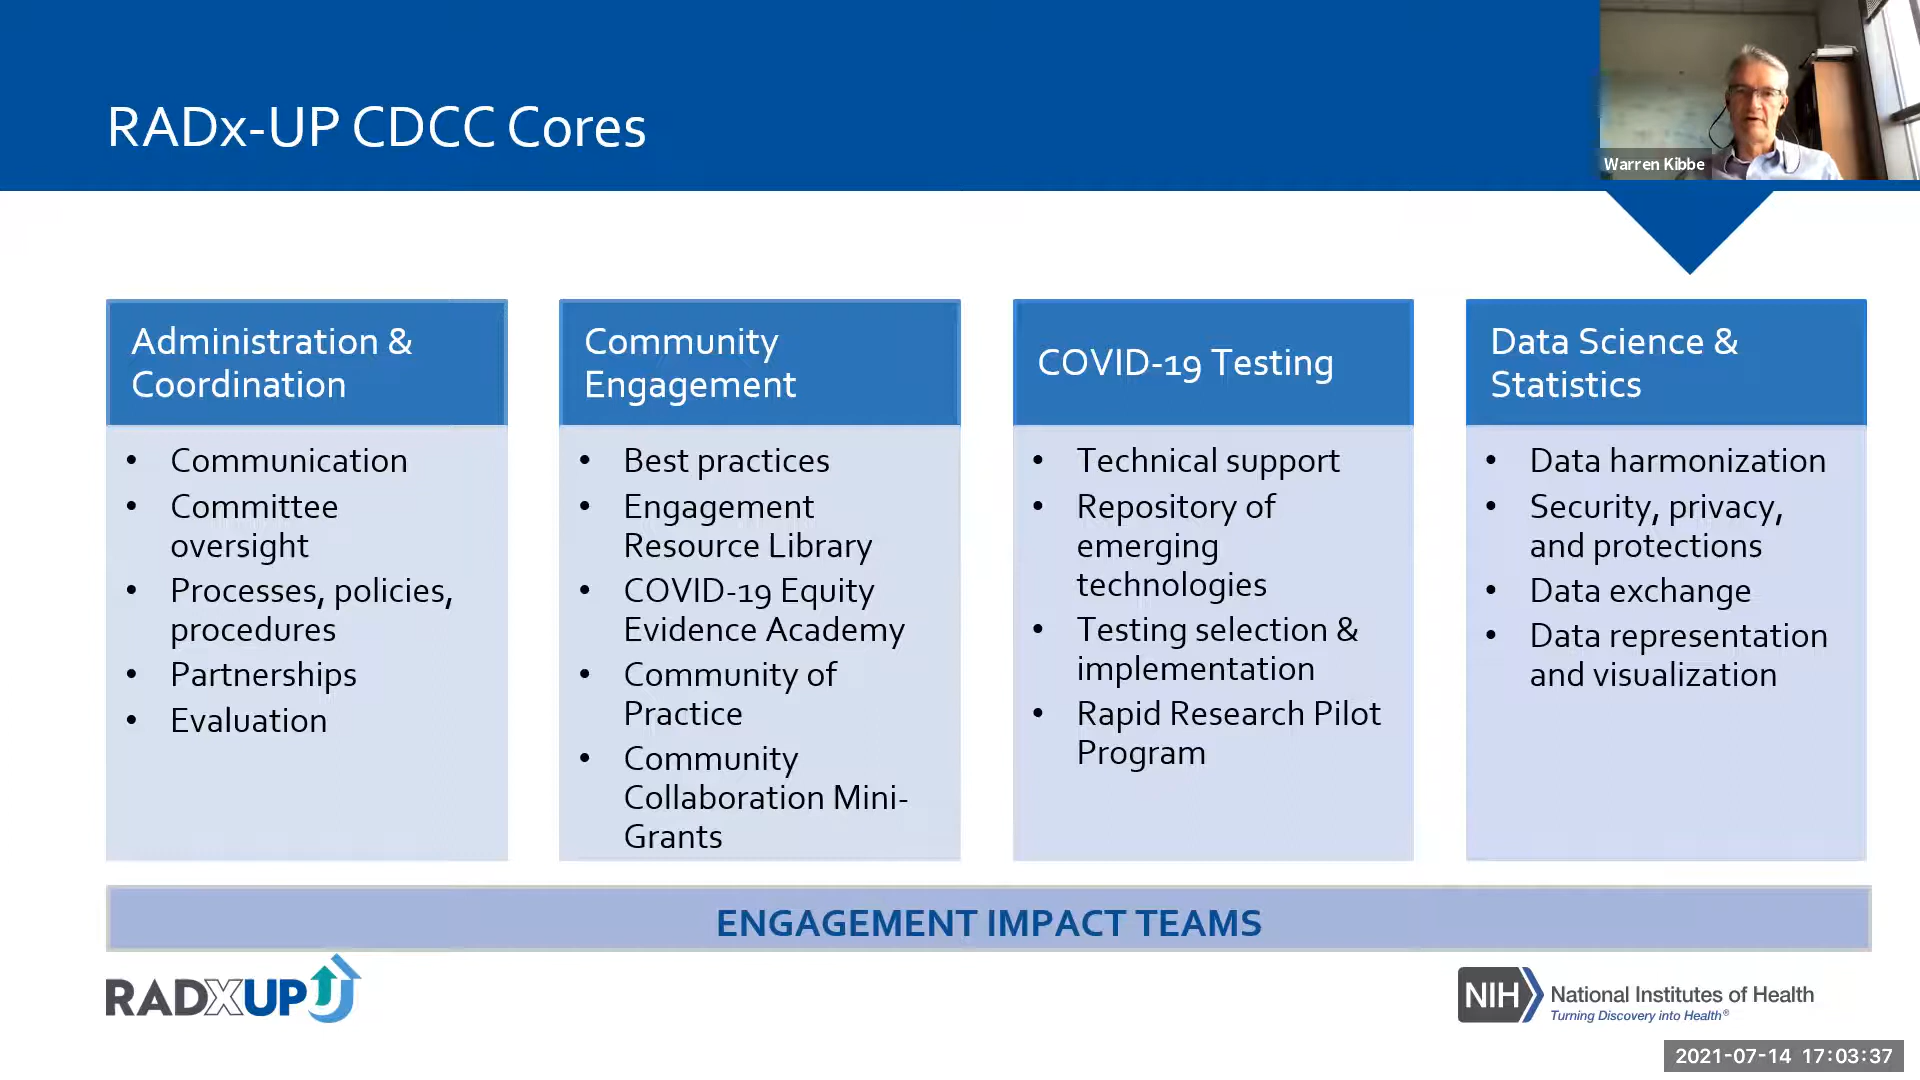 RADx-UP CDCC Cores
Warren Kibbe
Administration &
Coordination
• Communication
• Committee
oversight
• Processes, policies,
procedures
• Partnerships
• Evaluation
Community
Engagement
• Best practices
• Engagement
Resource Library
• COVID-19 Equity
Evidence Academy
• Community of
Practice
• Community
Collaboration Mini-
Grants
COVID-19 Testing
• Technical support
• Repository of
emerging
technologies
• Testing selection &
implementation
• Rapid Research Pilot
Program
Data Science &
Statistics
• Data harmonization
• Security, privacy,
and protections
• Data exchange
• Data representation
and visualization
ENGAGEMENT IMPACT TEAMS
RADXUP
NIH
National Institutes of Health
Turning Discovery into Health®
2021-07-14 17:03:37